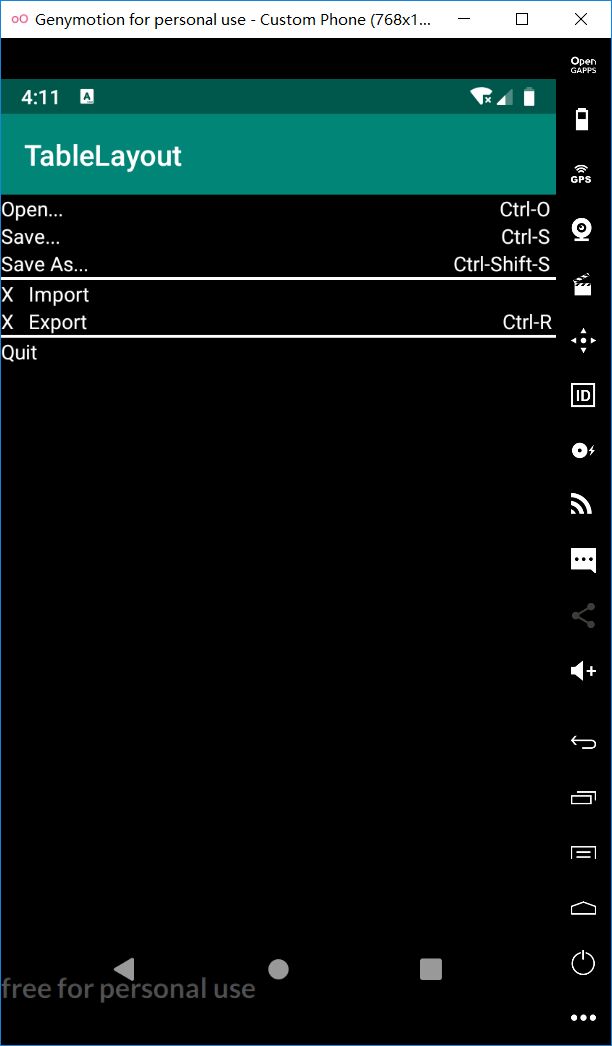 Genymotion for personal use - Custom Phone (768x1...
Open
GAPPS
4:11
A
TableLayout
GPS
Open... Ctrl-O
Save... Ctrl-S
Save As... Ctrl-Shift-S
X Import
X Export Ctrl-R
Quit
ID
free for personal use